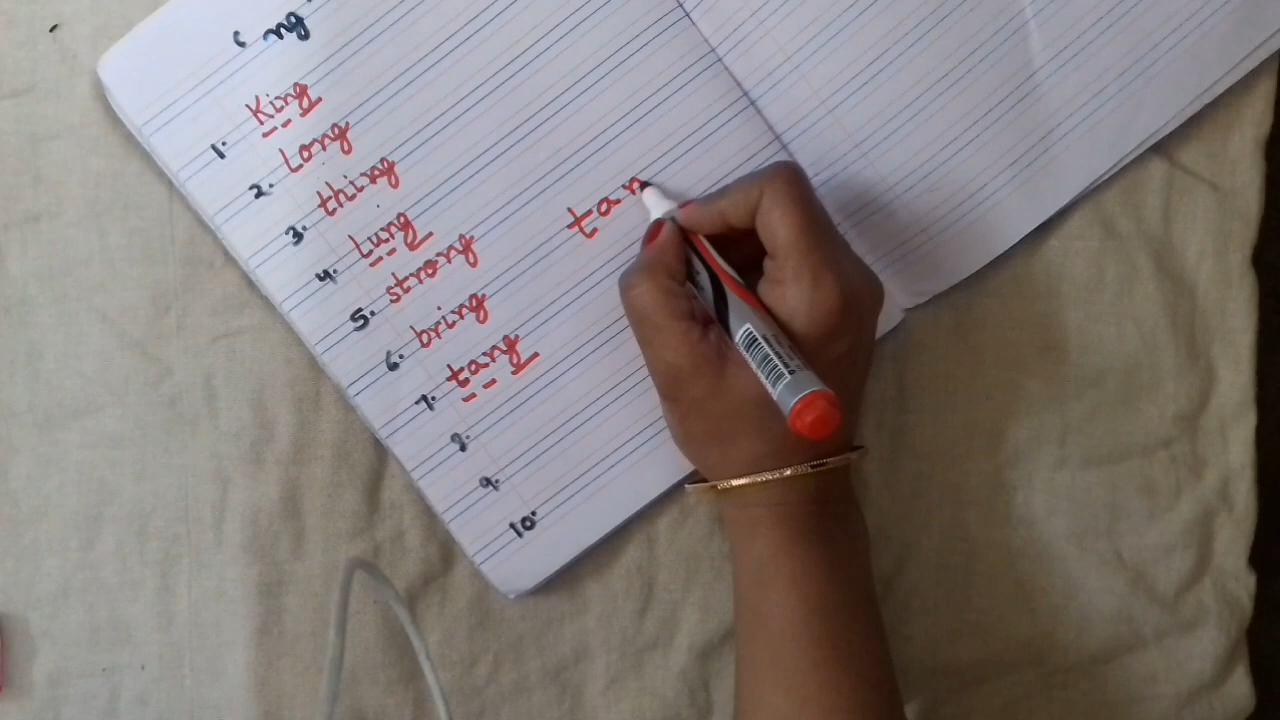 ' ng '
1. King
2. Long
3. thing
4. Lung
5. strong
6. bring
7. tang
8.
9.
10.
tan